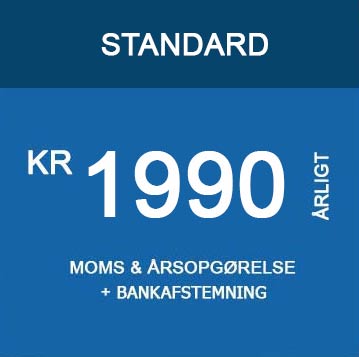 STANDARD
KR 1990 ÅRLIGT
MOMS & ÅRSOPGØRELSE
+ BANKAFSTEMNING